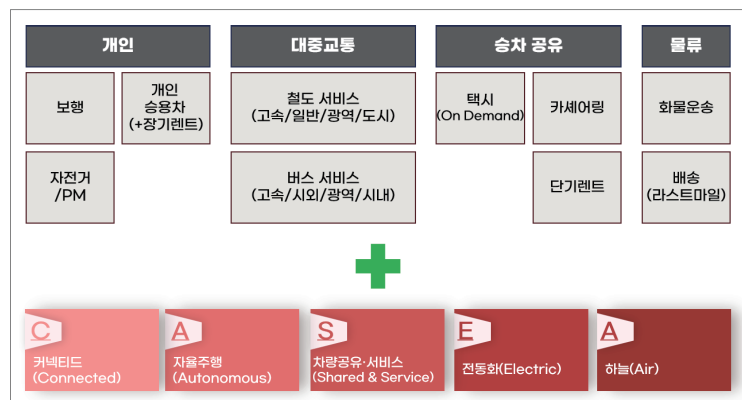 개인
대중교통
승차 공유
물류
보행
개인
승용차
(+장기렌트)
철도 서비스
(고속/일반/광역/도시)
택시
(On Demand)
카셰어링
화물운송
자전거
/PM
버스 서비스
(고속/시외/광역/시내)
단기렌트
배송
(라스트마일)
C
커넥티드
(Connected)
A
자율주행
(Autonomous)
S
차량공유·서비스
(Shared & Service)
E
전동화(Electric)
A
하늘(Air)